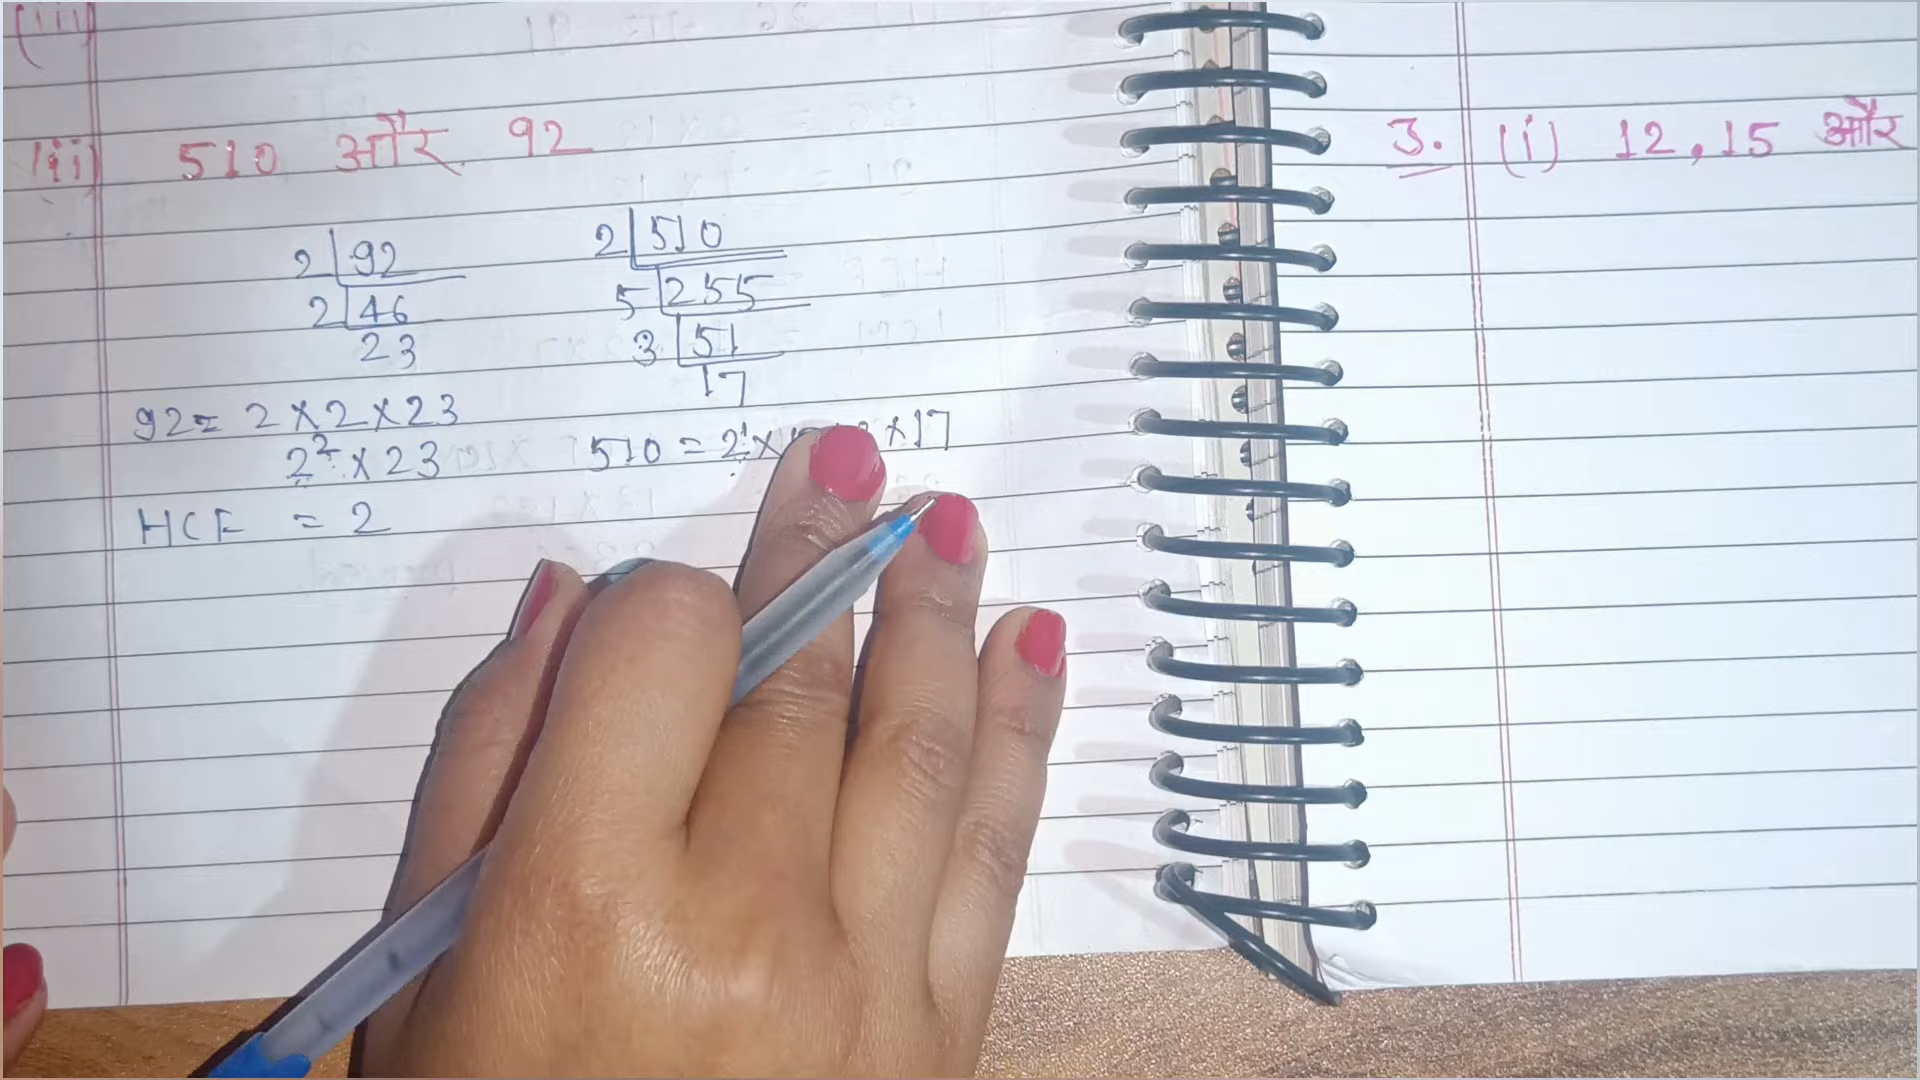 (iii)
(ii) 510 और 92
2 | 92
2 | 46
23
2 | 510
5 | 255
3 | 51
17
92 = 2 × 2 × 23
2² × 23
510 = 2¹ × × 17
HCF = 2
3. (i) 12, 15 और